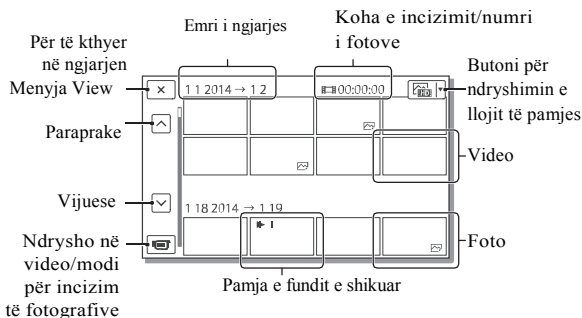 Emri i ngjarjes
Koha e incizimit/numri
i fotove
Për të kthyer
në ngjarjen
Menyja View
Butoni për
ndryshimin e
llojit të pamjes
1 1 2014 → 1 2
00:00:00
Paraprake
Video
Vijuese
1 18 2014 → 1 19
Ndrysho në
video/modi
për incizim
të fotografive
Foto
Pamja e fundit e shikuar